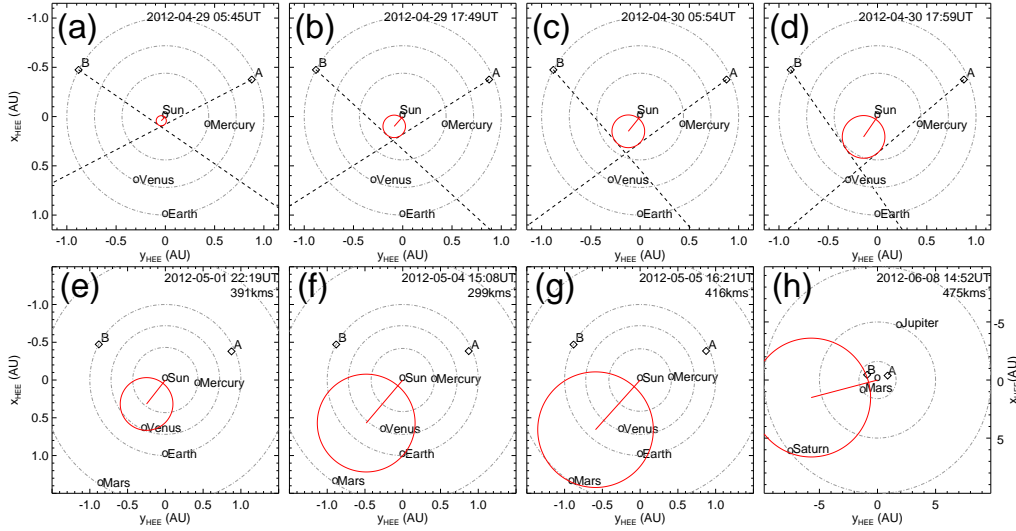 (a) 2012-04-29 05:45UT
B
A
Sun
Mercury
Venus
Earth
-1.0
-0.5
0
0.5
1.0
x_HEE (AU)
-1.0 -0.5 0 0.5 1.0
y_HEE (AU)
(b) 2012-04-29 17:49UT
B
A
Sun
Mercury
Venus
Earth
-1.0 -0.5 0 0.5 1.0
y_HEE (AU)
(c) 2012-04-30 05:54UT
B
A
Sun
Mercury
Venus
Earth
-1.0 -0.5 0 0.5 1.0
y_HEE (AU)
(d) 2012-04-30 17:59UT
B
A
Sun
Mercury
Venus
Earth
-1.0 -0.5 0 0.5 1.0
y_HEE (AU)
(e) 2012-05-01 22:19UT
391kms
B
A
Sun
Mercury
Venus
Earth
Mars
-1.0
-0.5
0
0.5
1.0
x_HEE (AU)
-1.0 -0.5 0 0.5 1.0
y_HEE (AU)
(f) 2012-05-04 15:08UT
299kms
B
A
Sun
Mercury
Venus
Earth
Mars
-1.0 -0.5 0 0.5 1.0
y_HEE (AU)
(g) 2012-05-05 16:21UT
416kms
B
A
Sun
Mercury
Venus
Earth
Mars
-1.0 -0.5 0 0.5 1.0
y_HEE (AU)
(h) 2012-06-08 14:52UT
475kms
Jupiter
B
A
Mars
Saturn
-5
0
5
-5 0 5
y_HEE (AU)